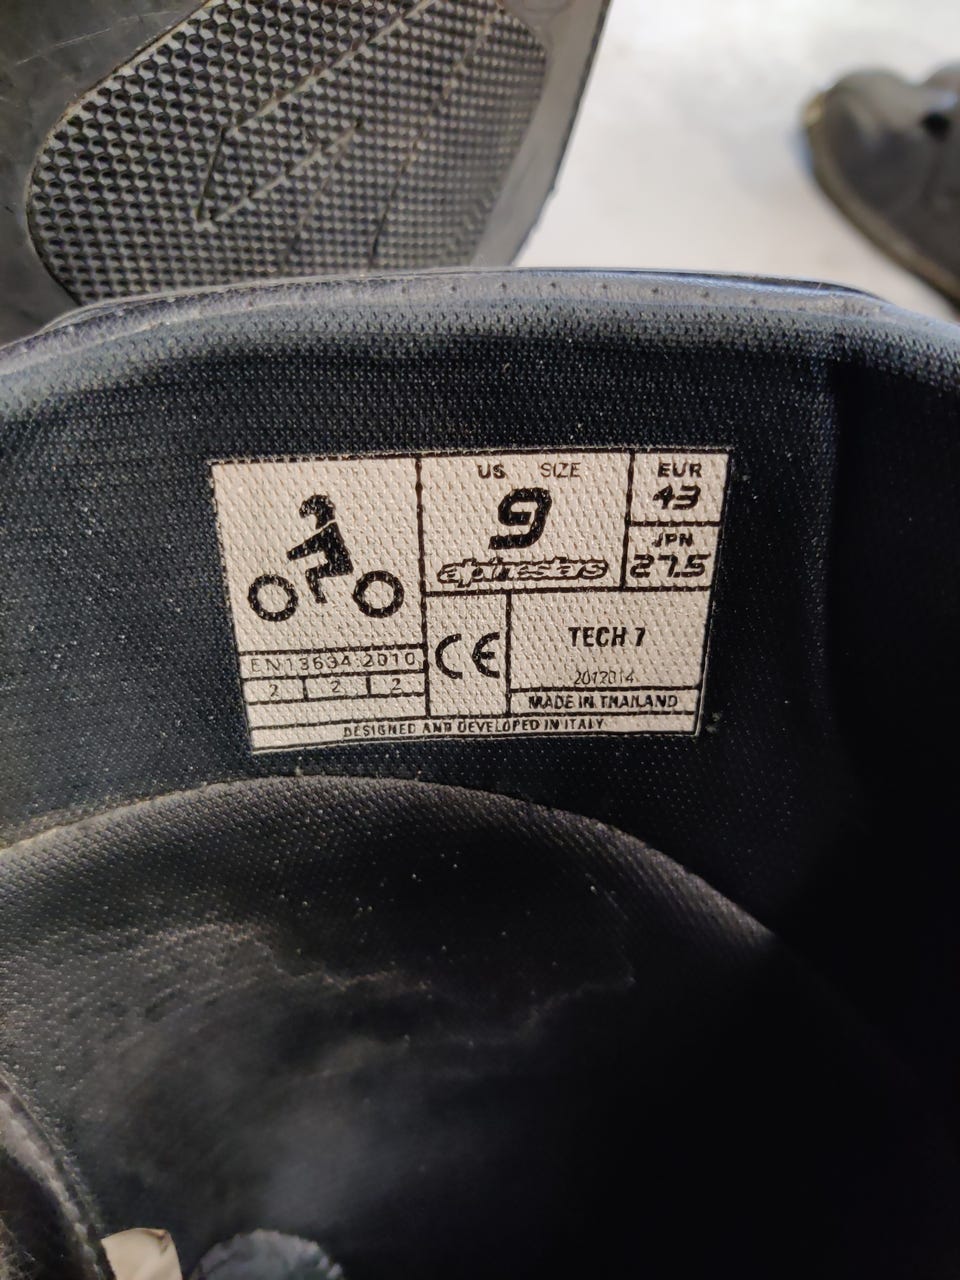 US SIZE
9
alpinestars
EUR
43
JPN
27.5
EN13634:2010
2 2 2
CE
TECH 7
2012014
MADE IN THAILAND
DESIGNED AND DEVELOPED IN ITALY